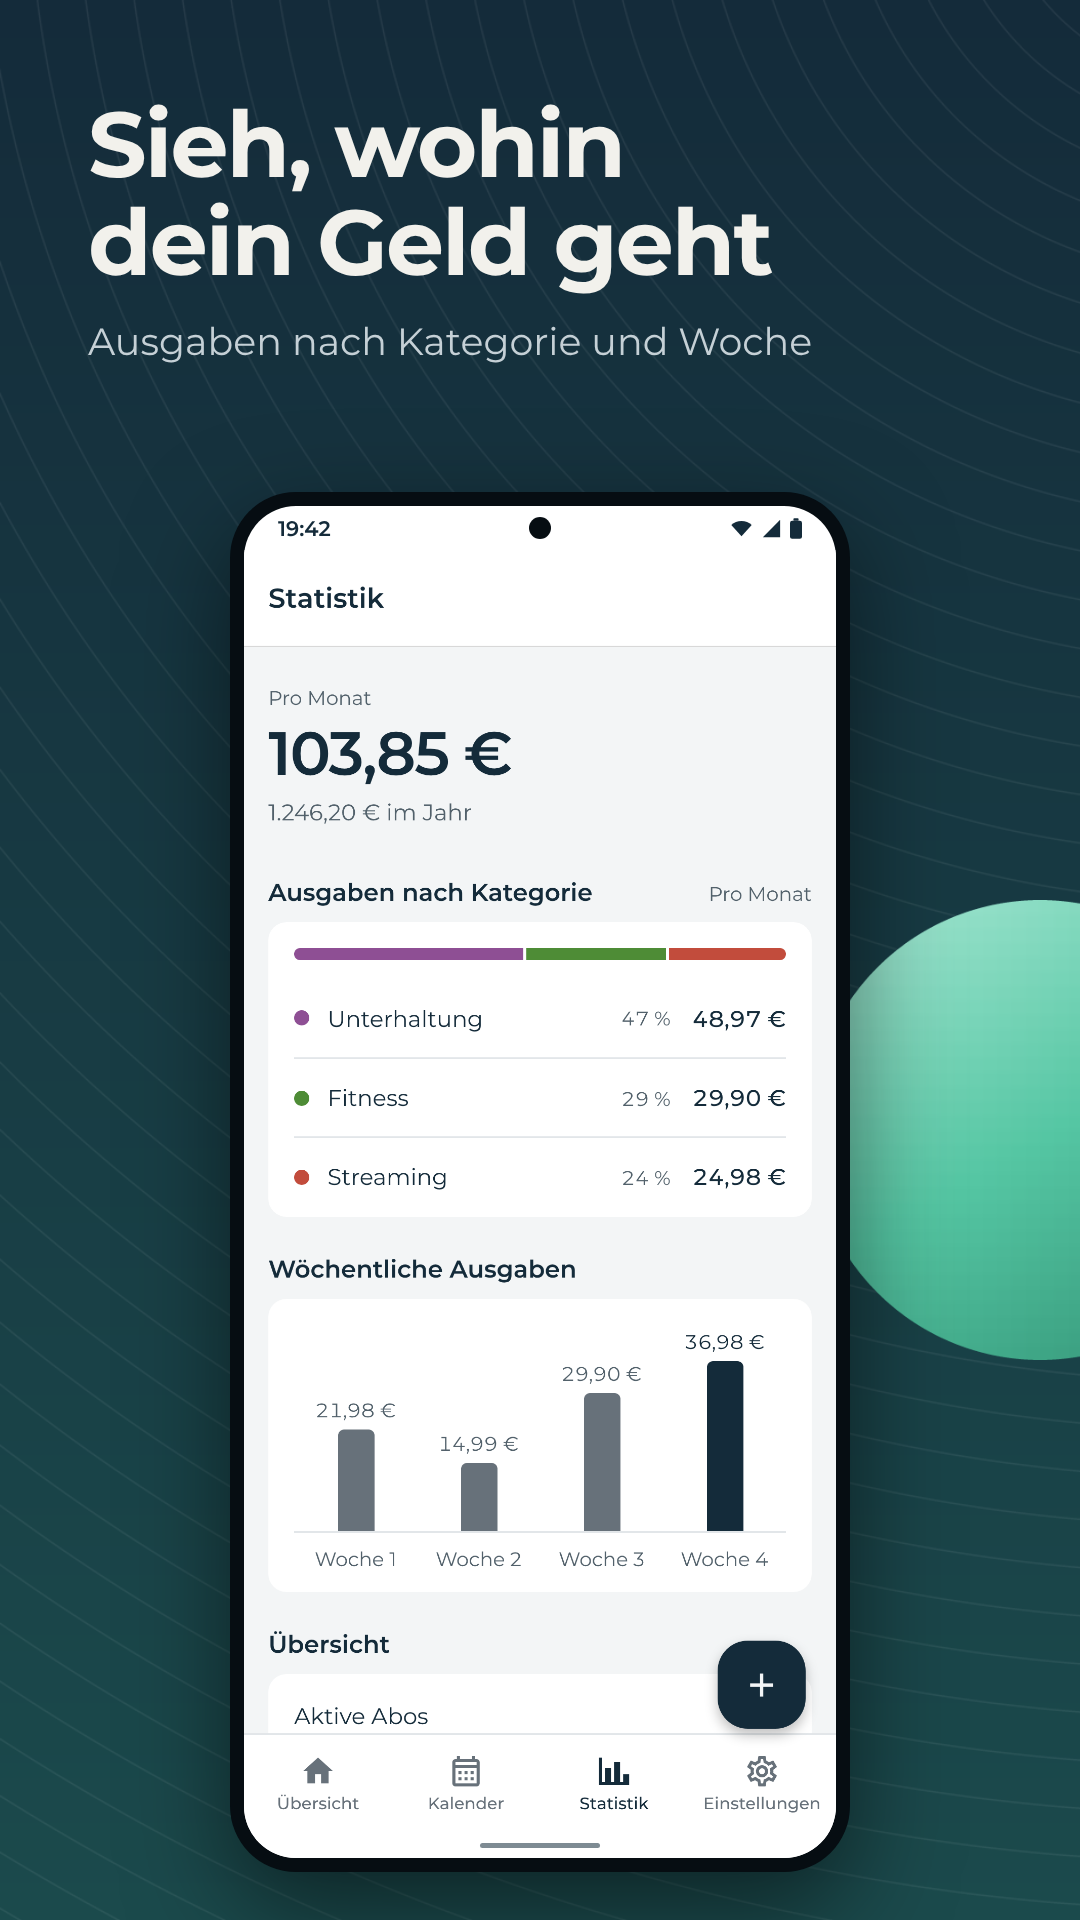 Sieh, wohin
dein Geld geht
Ausgaben nach Kategorie und Woche
19:42
Statistik
Pro Monat
103,85 €
1.246,20 € im Jahr
Ausgaben nach Kategorie Pro Monat
Unterhaltung 47 % 48,97 €
Fitness 29 % 29,90 €
Streaming 24 % 24,98 €
Wöchentliche Ausgaben
21,98 € 14,99 € 29,90 € 36,98 €
Woche 1 Woche 2 Woche 3 Woche 4
Übersicht
+
Aktive Abos
Übersicht Kalender Statistik Einstellungen